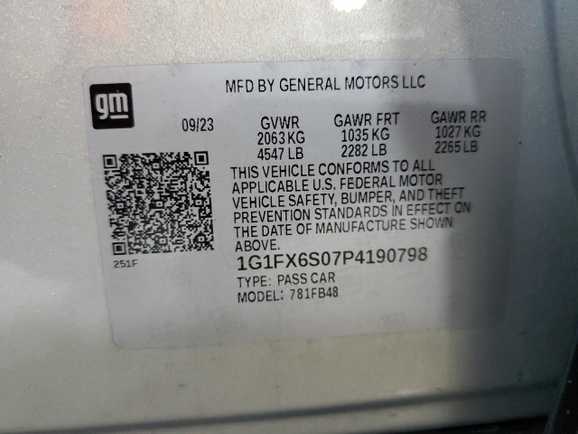 gm
MFD BY GENERAL MOTORS LLC
09/23 GVWR GAWR FRT GAWR RR
2063 KG 1035 KG 1027 KG
4547 LB 2282 LB 2265 LB
THIS VEHICLE CONFORMS TO ALL
APPLICABLE U.S. FEDERAL MOTOR
VEHICLE SAFETY, BUMPER, AND THEFT
PREVENTION STANDARDS IN EFFECT ON
THE DATE OF MANUFACTURE SHOWN
ABOVE.
251F
1G1FX6S07P4190798
TYPE: PASS CAR
MODEL: 781FB48